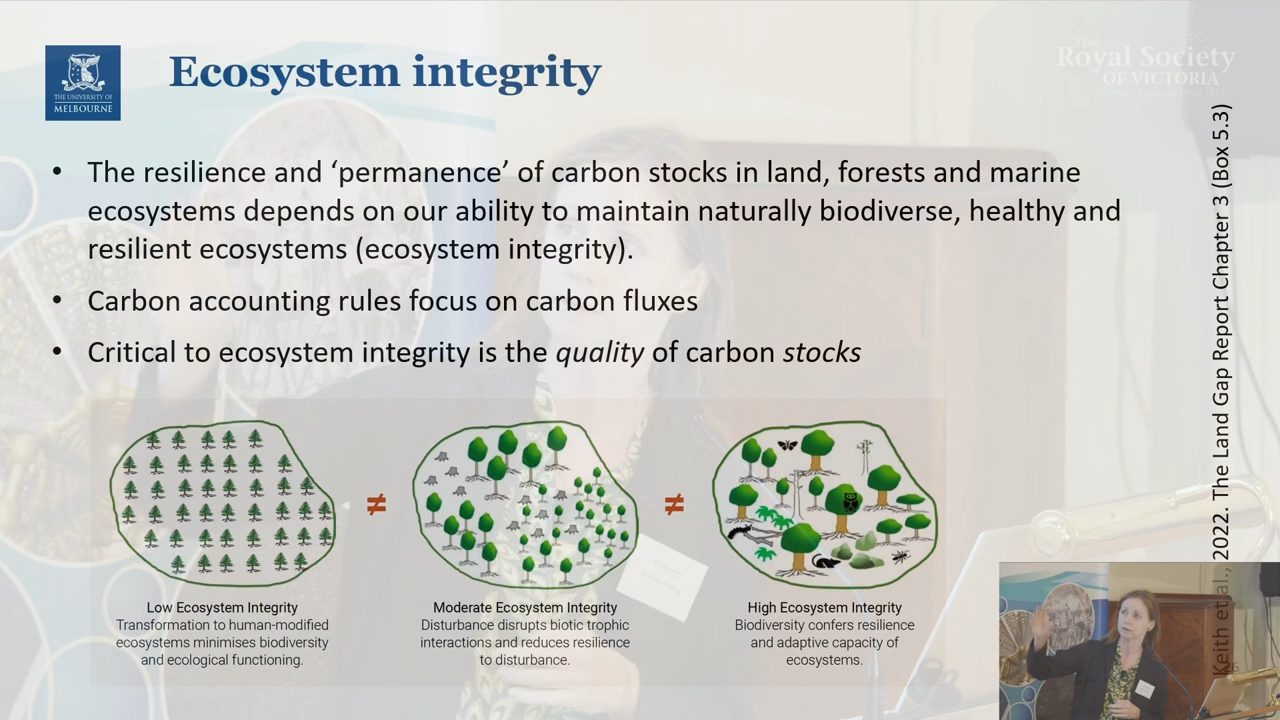 THE UNIVERSITY OF
MELBOURNE
Ecosystem integrity
The
Royal Society
OF VICTORIA
• The resilience and ‘permanence’ of carbon stocks in land, forests and marine
ecosystems depends on our ability to maintain naturally biodiverse, healthy and
resilient ecosystems (ecosystem integrity).
• Carbon accounting rules focus on carbon fluxes
• Critical to ecosystem integrity is the quality of carbon stocks
≠
≠
Low Ecosystem Integrity
Transformation to human-modified
ecosystems minimises biodiversity
and ecological functioning.
Moderate Ecosystem Integrity
Disturbance disrupts biotic trophic
interactions and reduces resilience
to disturbance.
High Ecosystem Integrity
Biodiversity confers resilience
and adaptive capacity of
ecosystems.
Keith et al., 2022. The Land Gap Report Chapter 3 (Box 5.3)